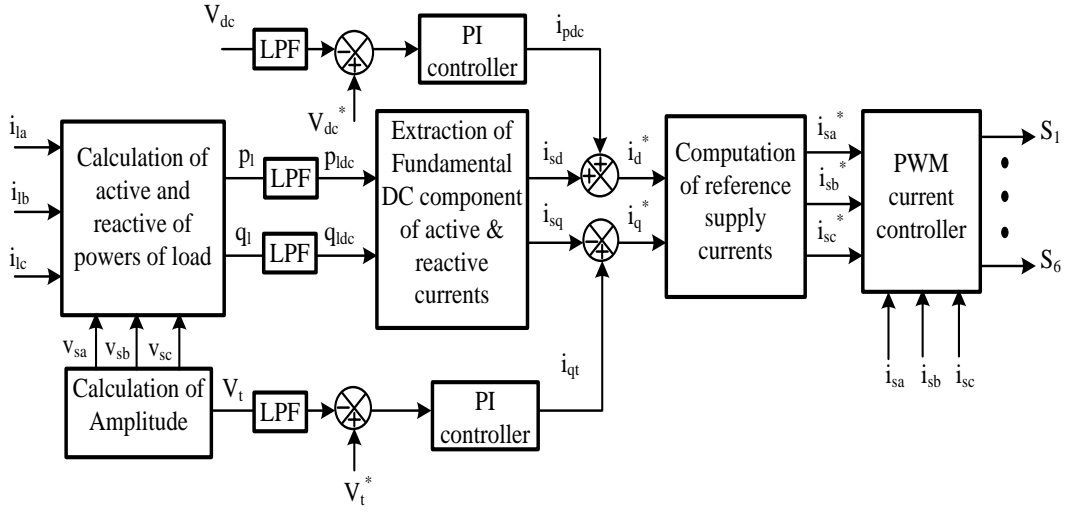 V_dc
LPF
PI
controller
i_pdc
V_dc^*
i_la
i_lb
i_lc
Calculation of
active and
reactive of
powers of load
p_l
LPF
p_ldc
q_l
LPF
q_ldc
Extraction of
Fundamental
DC component
of active &
reactive
currents
i_sd
i_sq
i_d^*
i_q^*
Computation
of reference
supply
currents
i_sa^*
i_sb^*
i_sc^*
PWM
current
controller
S_1
S_6
v_sa
v_sb
v_sc
i_sa
i_sb
i_sc
Calculation of
Amplitude
V_t
LPF
PI
controller
i_qt
V_t^*